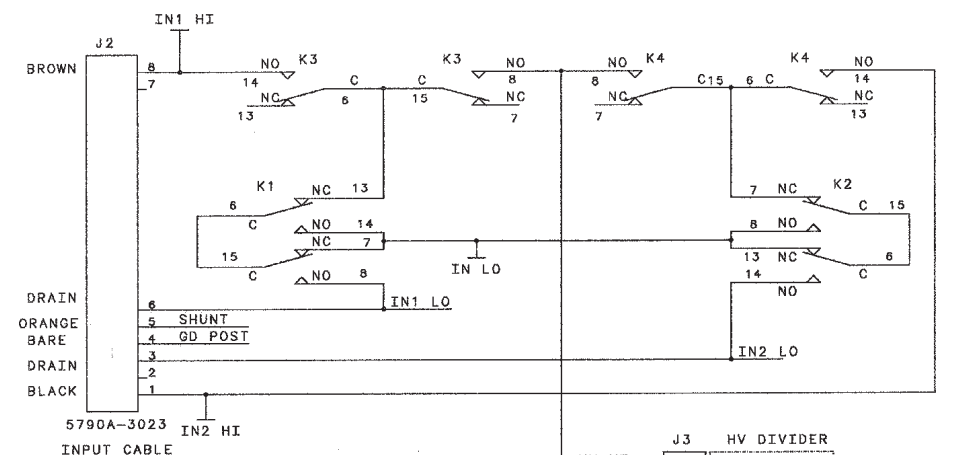 IN1 HI
J2
BROWN 8
7
NO K3
14
NC
13
C
6
C
15
K3 NO
8
NC
7
NO K4
8
NC
7
C 15
6 C
K4 NO
14
NC
13
K1
NC 13
6
C
NO 14
NC 7
15
C
NO 8
7 NC K2
C 15
8 NO
13 NC
6
C
14
NO
IN LO
DRAIN 6
IN1 LO
ORANGE 5 SHUNT
BARE 4 GD POST
DRAIN 3
IN2 LO
2
BLACK 1
5790A-3023
IN2 HI
INPUT CABLE
J3 HV DIVIDER